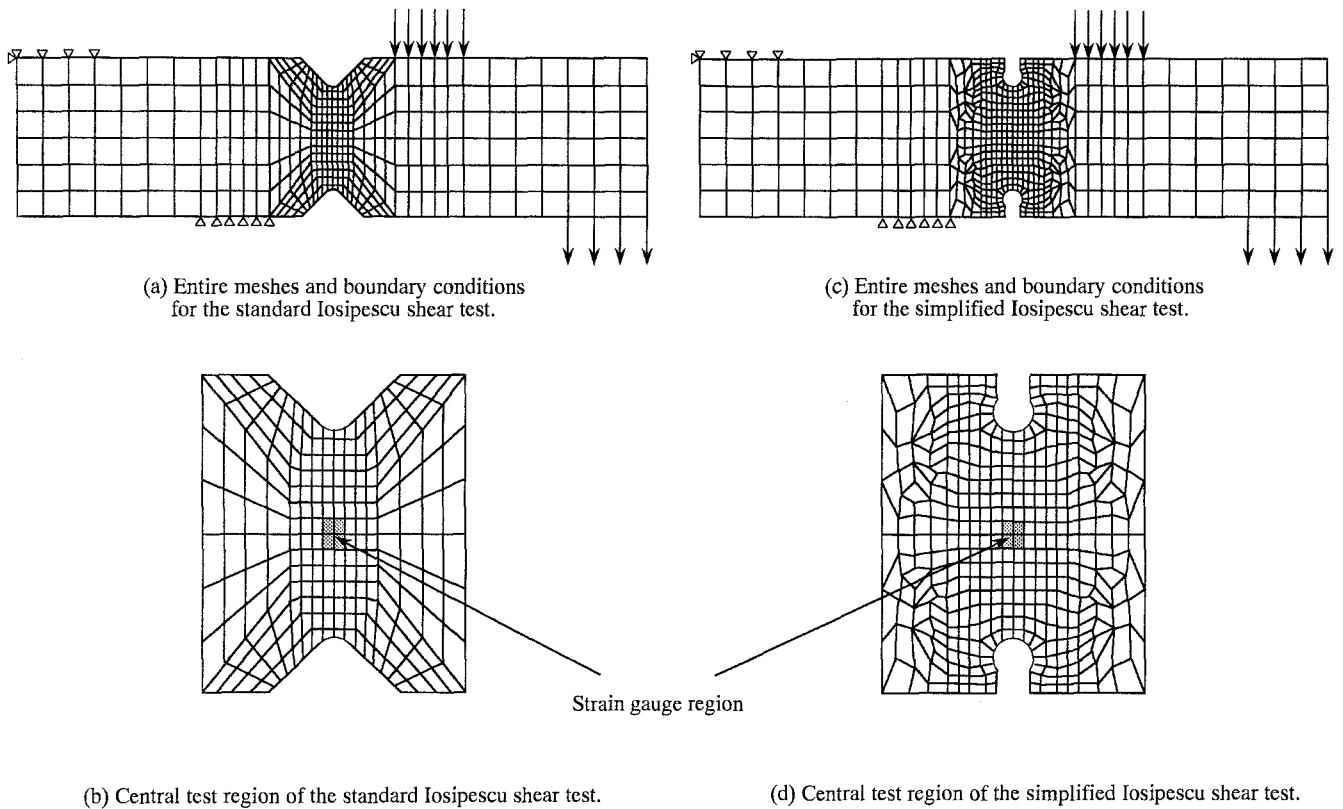 (a) Entire meshes and boundary conditions
for the standard Iosipescu shear test.
(c) Entire meshes and boundary conditions
for the simplified Iosipescu shear test.
Strain gauge region
(b) Central test region of the standard Iosipescu shear test.
(d) Central test region of the simplified Iosipescu shear test.